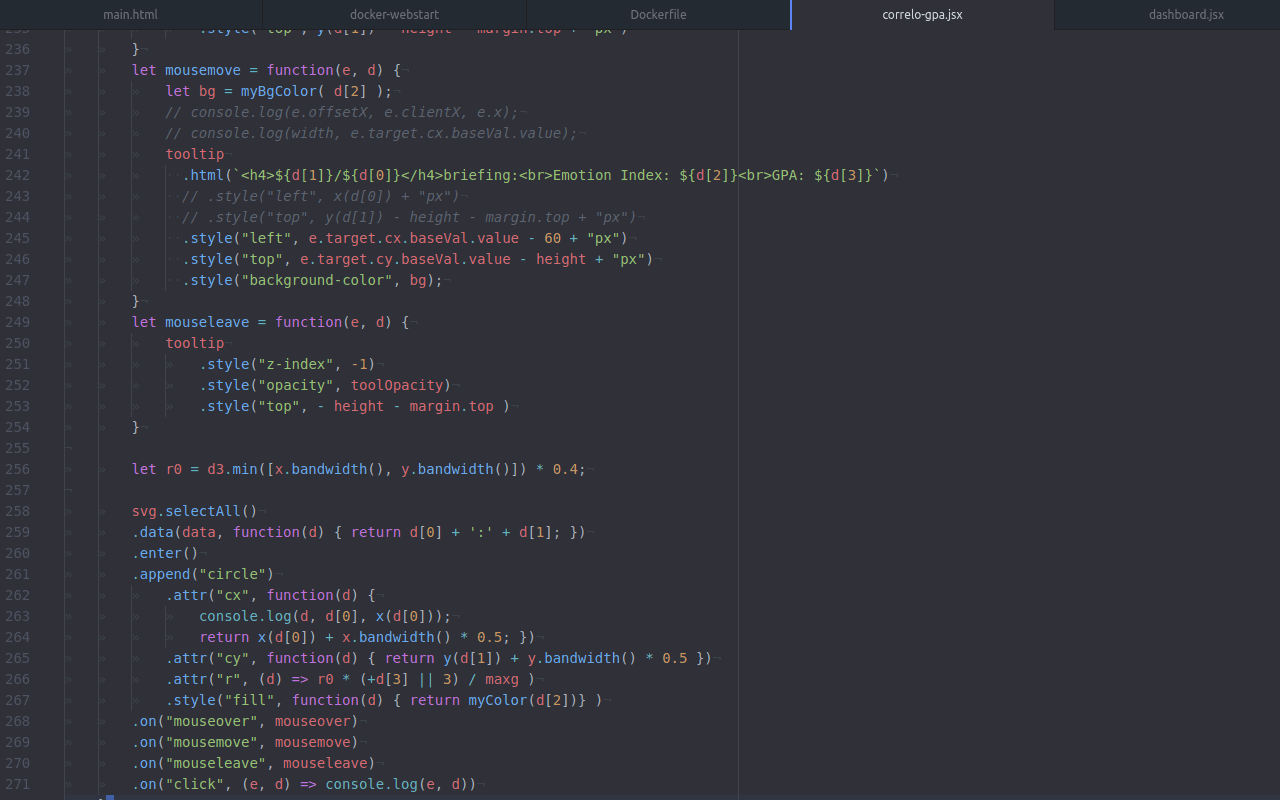 main.html docker-webstart Dockerfile correlo-gpa.jsx dashboard.jsx
236 }
237 let mousemove = function(e, d) {
238 let bg = myBgColor( d[2] );
239 // console.log(e.offsetX, e.clientX, e.x);
240 // console.log(width, e.target.cx.baseVal.value);
241 tooltip
242 .html(`<h4>${d[1]}/${d[0]}</h4>briefing:<br>Emotion Index: ${d[2]}<br>GPA: ${d[3]}`)
243 // .style("left", x(d[0]) + "px")
244 // .style("top", y(d[1]) - height - margin.top + "px")
245 .style("left", e.target.cx.baseVal.value - 60 + "px")
246 .style("top", e.target.cy.baseVal.value - height + "px")
247 .style("background-color", bg);
248 }
249 let mouseleave = function(e, d) {
250 tooltip
251 .style("z-index", -1)
252 .style("opacity", toolOpacity)
253 .style("top", - height - margin.top )
254 }
255
256 let r0 = d3.min([x.bandwidth(), y.bandwidth()]) * 0.4;
257
258 svg.selectAll()
259 .data(data, function(d) { return d[0] + ':' + d[1]; })
260 .enter()
261 .append("circle")
262 .attr("cx", function(d) {
263 console.log(d, d[0], x(d[0]));
264 return x(d[0]) + x.bandwidth() * 0.5; })
265 .attr("cy", function(d) { return y(d[1]) + y.bandwidth() * 0.5 })
266 .attr("r", (d) => r0 * (+d[3] || 3) / maxg )
267 .style("fill", function(d) { return myColor(d[2])} )
268 .on("mouseover", mouseover)
269 .on("mousemove", mousemove)
270 .on("mouseleave", mouseleave)
271 .on("click", (e, d) => console.log(e, d))